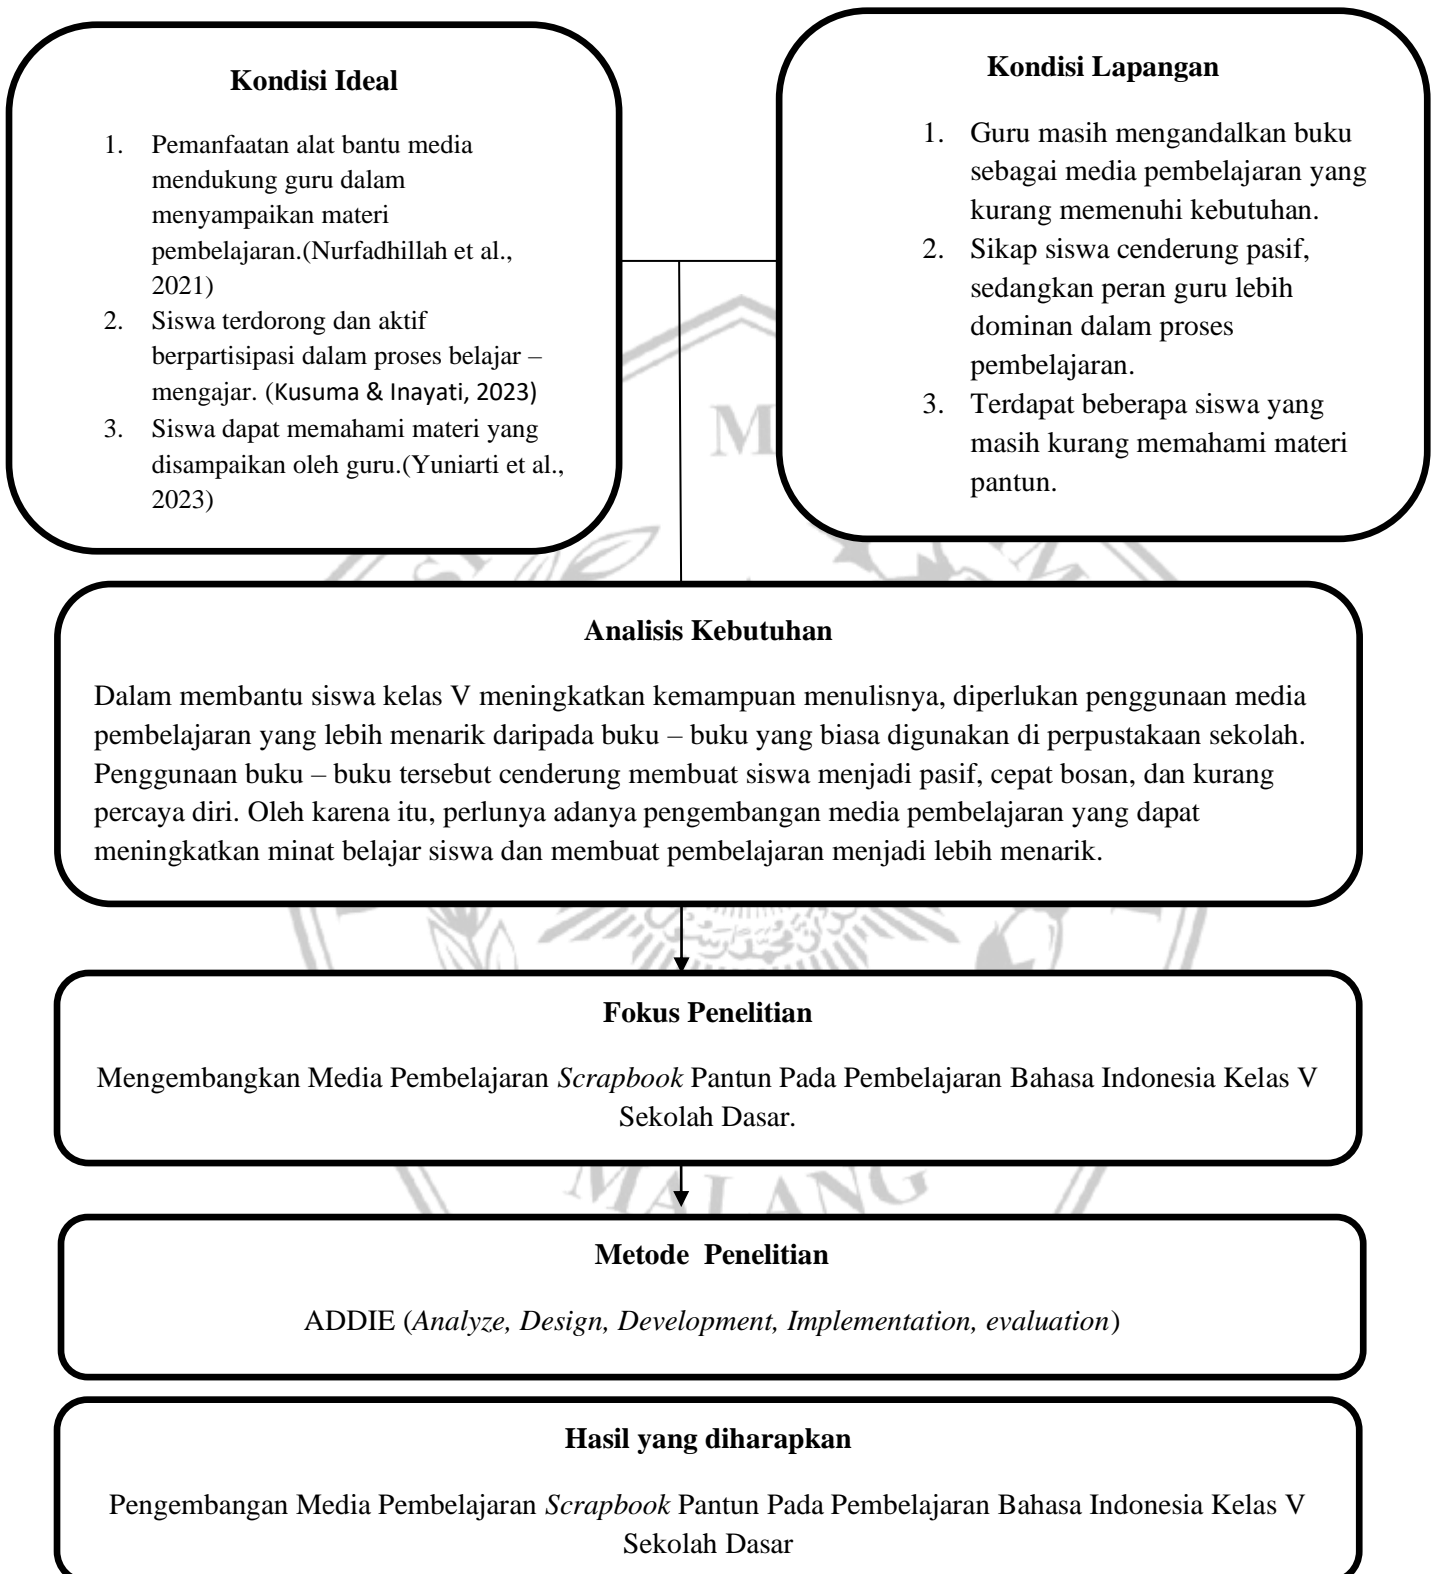 Kondisi Ideal
1. Pemanfaatan alat bantu media
mendukung guru dalam
menyampaikan materi
pembelajaran.(Nurfadhillah et al.,
2021)
2. Siswa terdorong dan aktif
berpartisipasi dalam proses belajar –
mengajar. (Kusuma & Inayati, 2023)
3. Siswa dapat memahami materi yang
disampaikan oleh guru.(Yuniarti et al.,
2023)
Kondisi Lapangan
1. Guru masih mengandalkan buku
sebagai media pembelajaran yang
kurang memenuhi kebutuhan.
2. Sikap siswa cenderung pasif,
sedangkan peran guru lebih
dominan dalam proses
pembelajaran.
3. Terdapat beberapa siswa yang
masih kurang memahami materi
pantun.
Analisis Kebutuhan
Dalam membantu siswa kelas V meningkatkan kemampuan menulisnya, diperlukan penggunaan media
pembelajaran yang lebih menarik daripada buku – buku yang biasa digunakan di perpustakaan sekolah.
Penggunaan buku – buku tersebut cenderung membuat siswa menjadi pasif, cepat bosan, dan kurang
percaya diri. Oleh karena itu, perlunya adanya pengembangan media pembelajaran yang dapat
meningkatkan minat belajar siswa dan membuat pembelajaran menjadi lebih menarik.
Fokus Penelitian
Mengembangkan Media Pembelajaran Scrapbook Pantun Pada Pembelajaran Bahasa Indonesia Kelas V
Sekolah Dasar.
MALANG
Metode Penelitian
ADDIE (Analyze, Design, Development, Implementation, evaluation)
Hasil yang diharapkan
Pengembangan Media Pembelajaran Scrapbook Pantun Pada Pembelajaran Bahasa Indonesia Kelas V
Sekolah Dasar